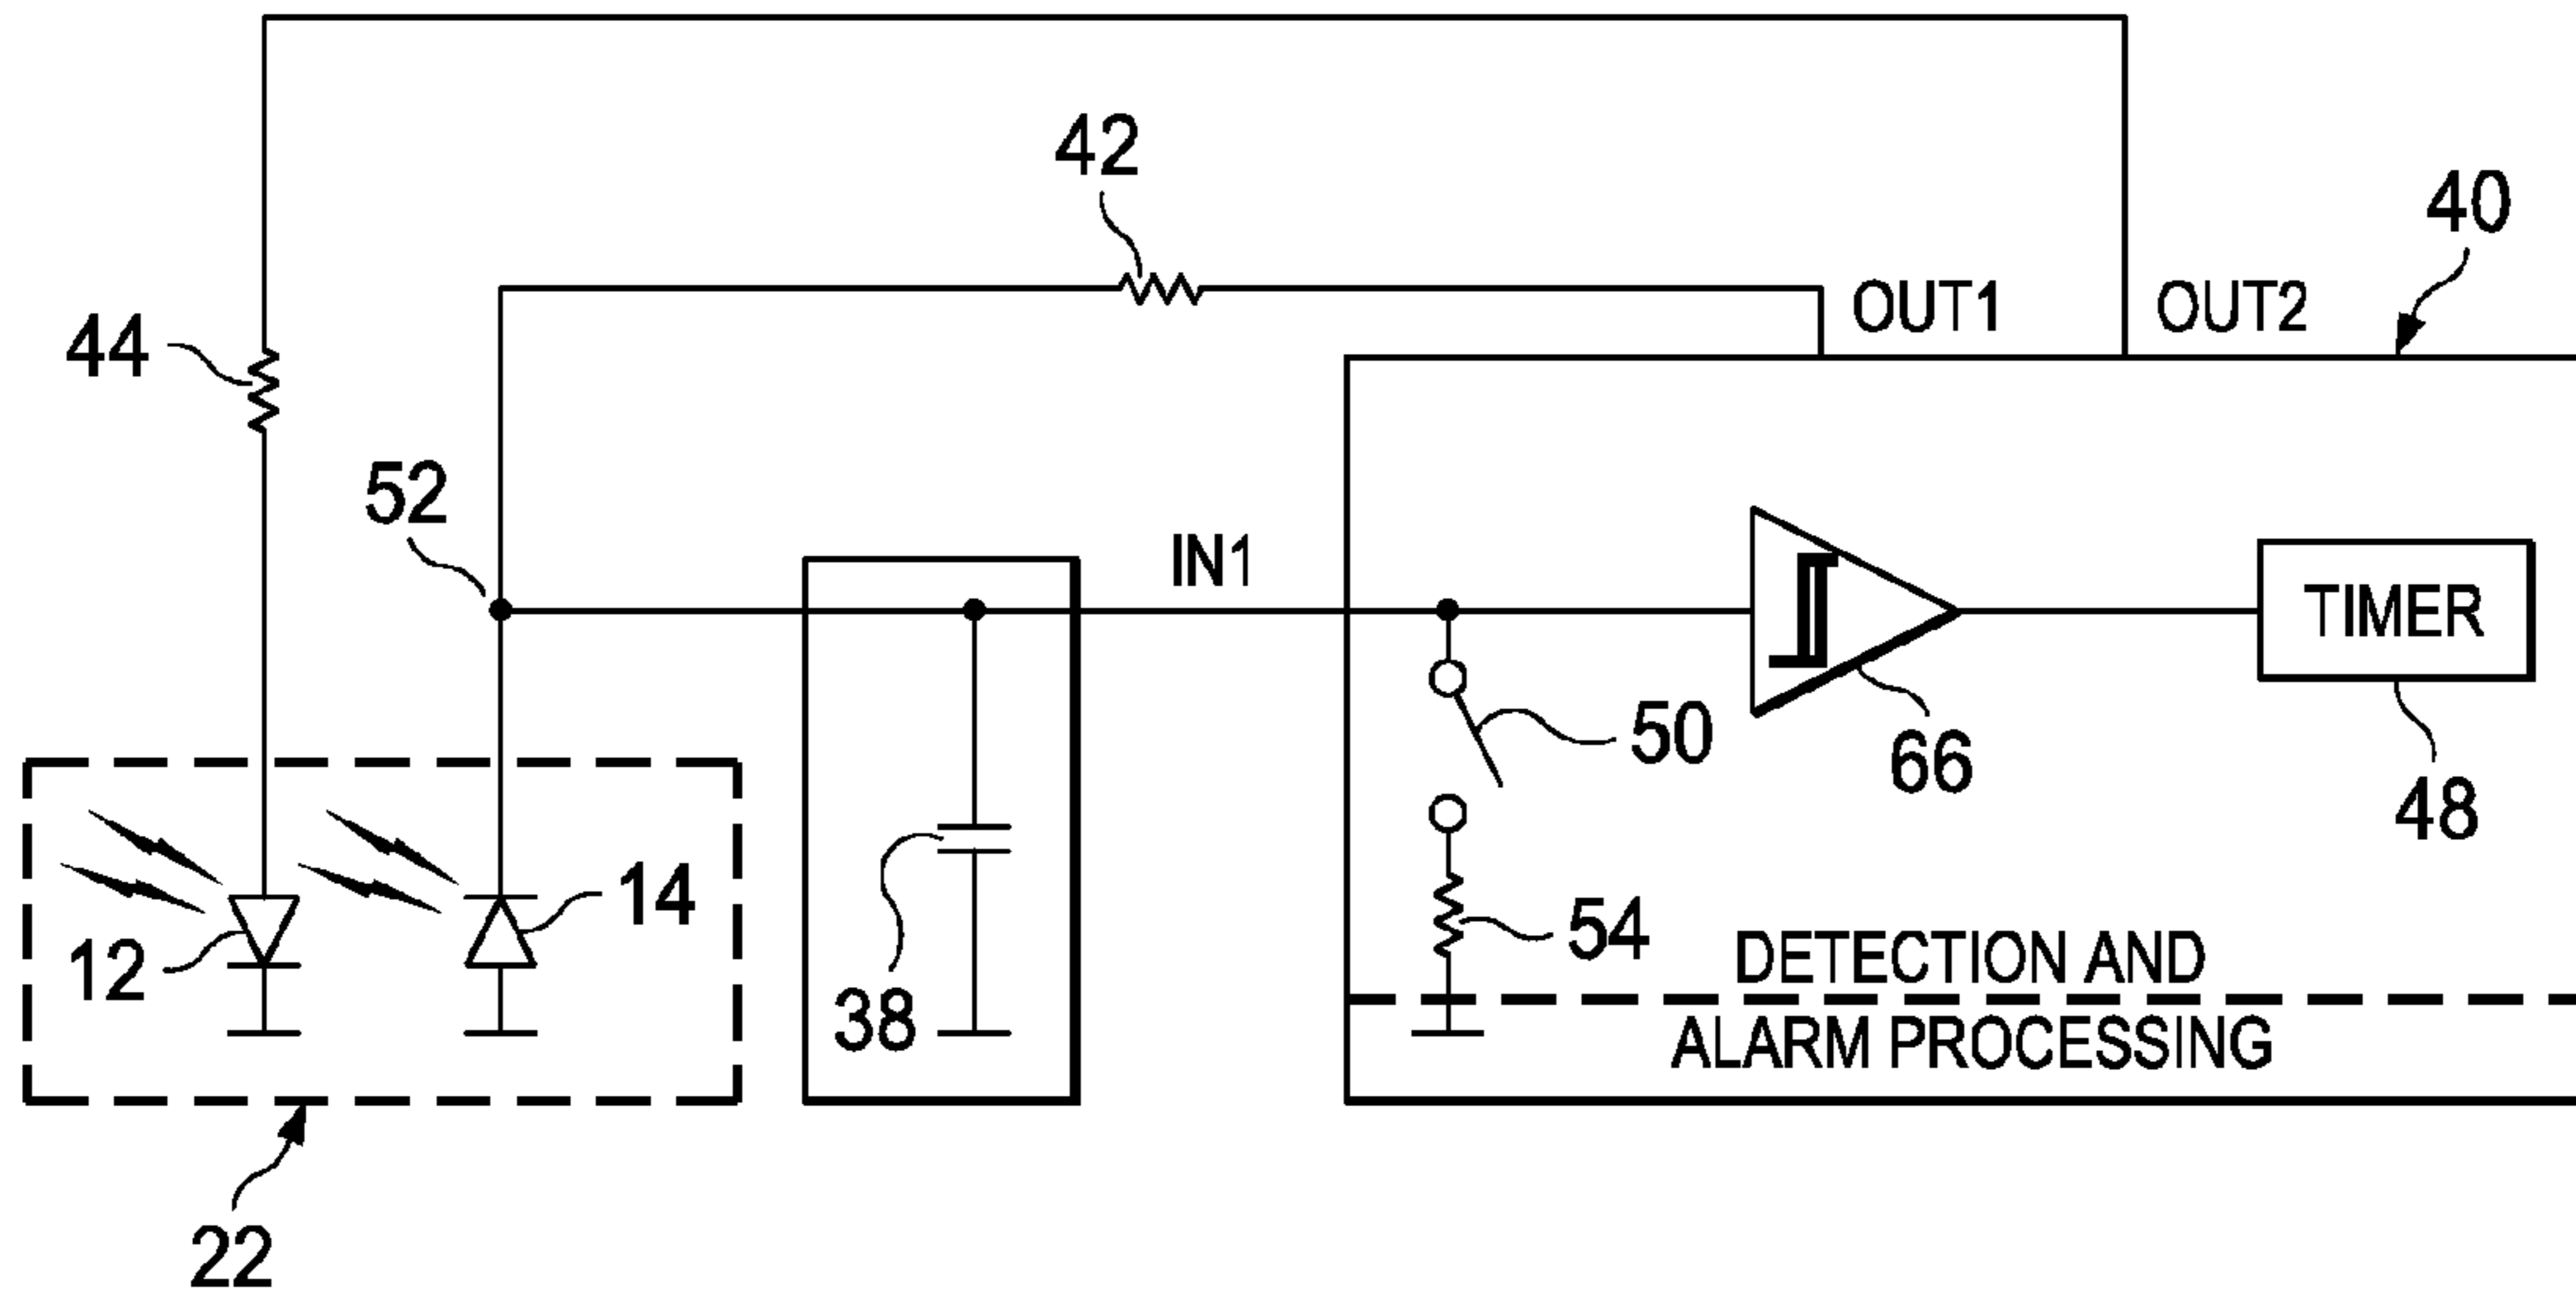 42
40
OUT1
OUT2
44
52
IN1
TIMER
50
66
48
14
54
12
38
DETECTION AND
ALARM PROCESSING
22